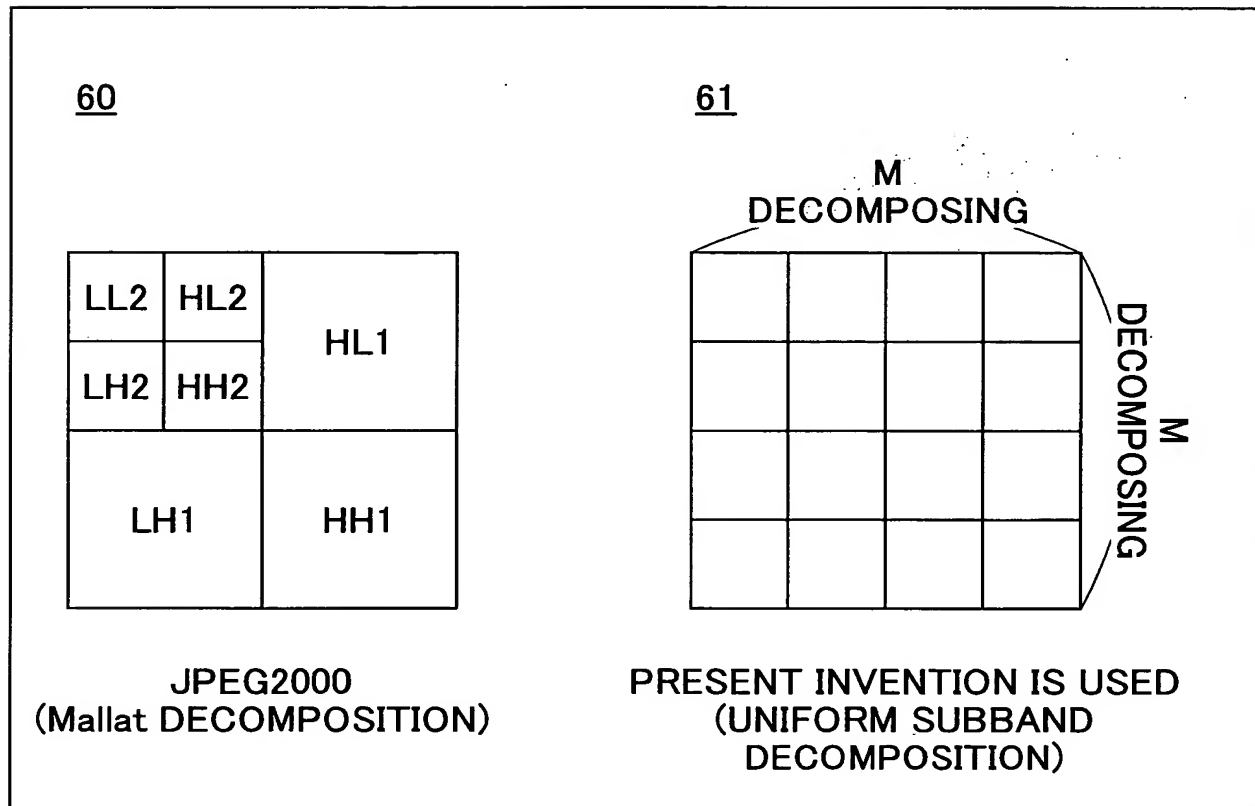 60
LL2 HL2
HL1
LH2 HH2
LH1 HH1
JPEG2000
(Mallat DECOMPOSITION)
61
M
DECOMPOSING
M
DECOMPOSING
PRESENT INVENTION IS USED
(UNIFORM SUBBAND
DECOMPOSITION)